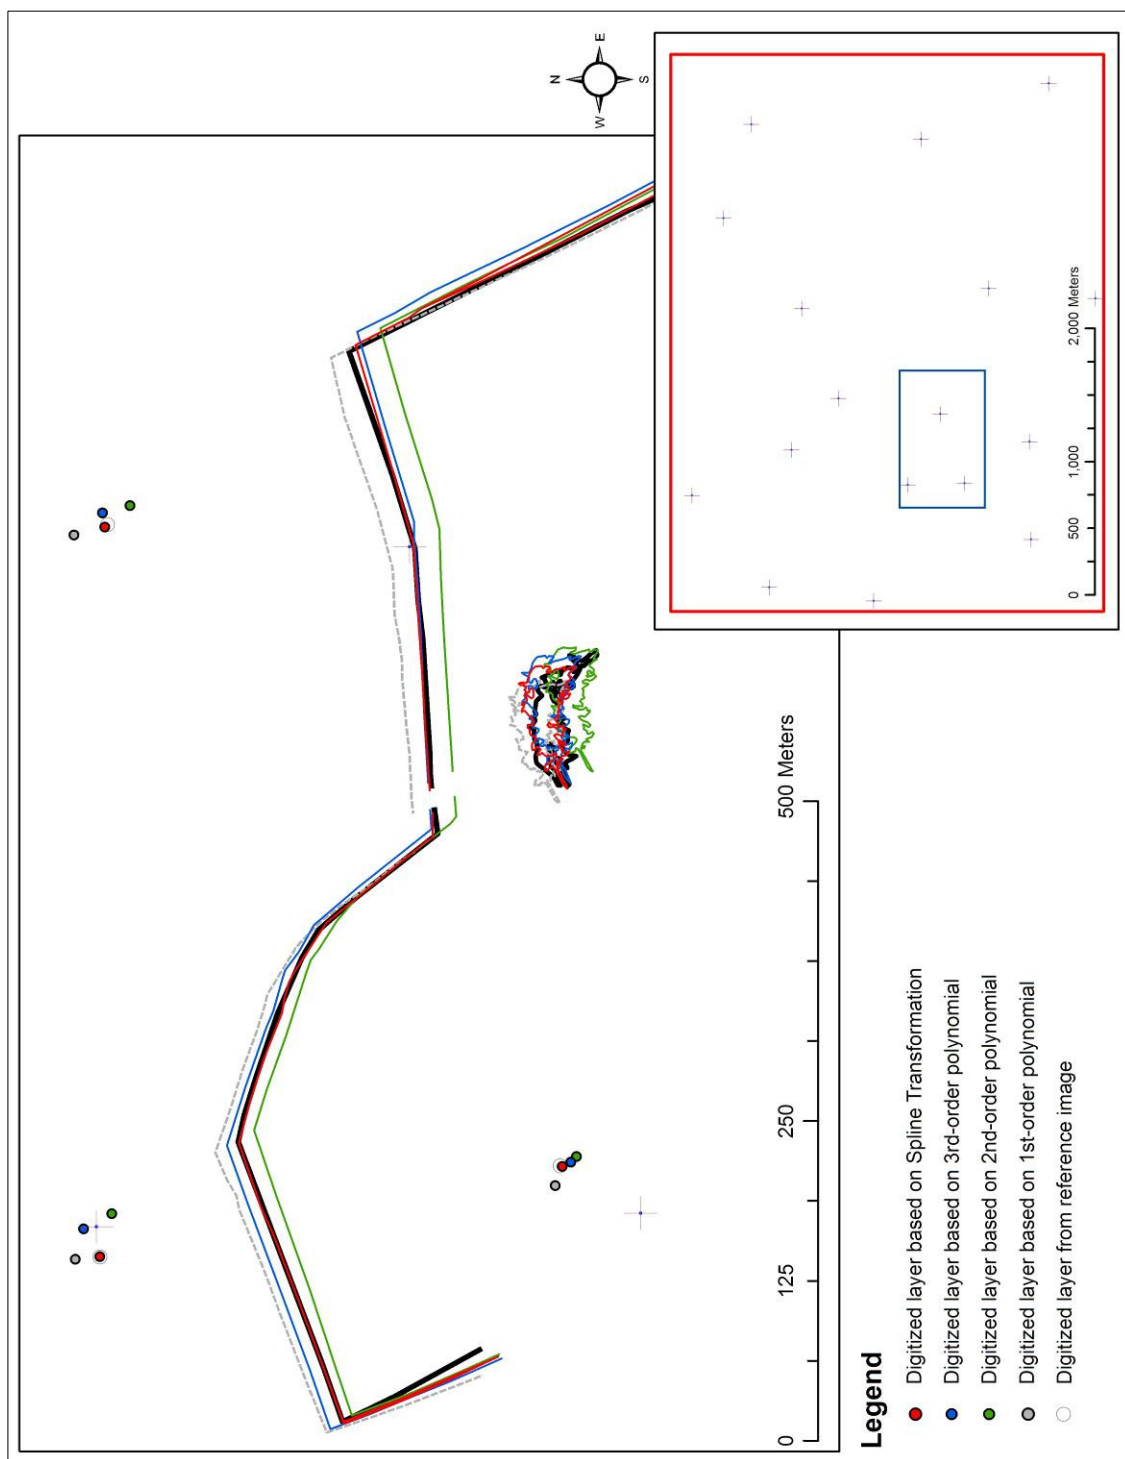 N
E
S
W
0 500 1,000 2,000 Meters
0 125 250 500 Meters
Legend
Digitized layer based on Spline Transformation
Digitized layer based on 3rd-order polynomial
Digitized layer based on 2nd-order polynomial
Digitized layer based on 1st-order polynomial
Digitized layer from reference image